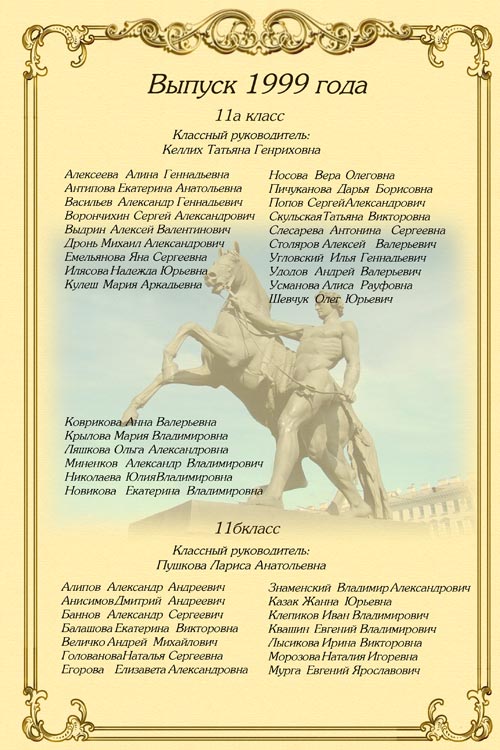 Выпуск 1999 года
11а класс
Классный руководитель:
Келлих Татьяна Генриховна
Алексеева Алина Геннадьевна
Антипова Екатерина Анатольевна
Васильев Александр Геннадьевич
Ворончихин Сергей Александрович
Выдрин Алексей Валентинович
Дронь Михаил Александрович
Емельянова Яна Сергеевна
Илясова Надежда Юрьевна
Кулеш Мария Аркадьевна
Коврикова Анна Валерьевна
Крылова Мария Владимировна
Ляшкова Ольга Александровна
Миненков Александр Владимирович
Николаева ЮлияВладимировна
Новикова Екатерина Владимировна
Носова Вера Олеговна
Пичуканова Дарья Борисовна
Попов СергейАлександрович
СкульскаяТатьяна Викторовна
Слесарева Антонина Сергеевна
Столяров Алексей Валерьевич
Угловский Илья Геннадьевич
Удодов Андрей Валерьевич
Усманова Алиса Рауфовна
Шевчук Олег Юрьевич
11бкласс
Классный руководитель:
Пушкова Лариса Анатольевна
Алипов Александр Андреевич
АнисимовДмитрий Андреевич
Баннов Александр Сергеевич
Балашова Екатерина Викторовна
Величко Андрей Михайлович
ГоловановаНаталья Сергеевна
Егорова Елизавета Александровна
Знаменский Владимир Александрович
Казак Жанна Юрьевна
Клепиков Иван Владимирович
Квашин Евгений Владимирович
Лысикова Ирина Викторовна
Морозова Наталия Игоревна
Мурга Евгений Ярославович